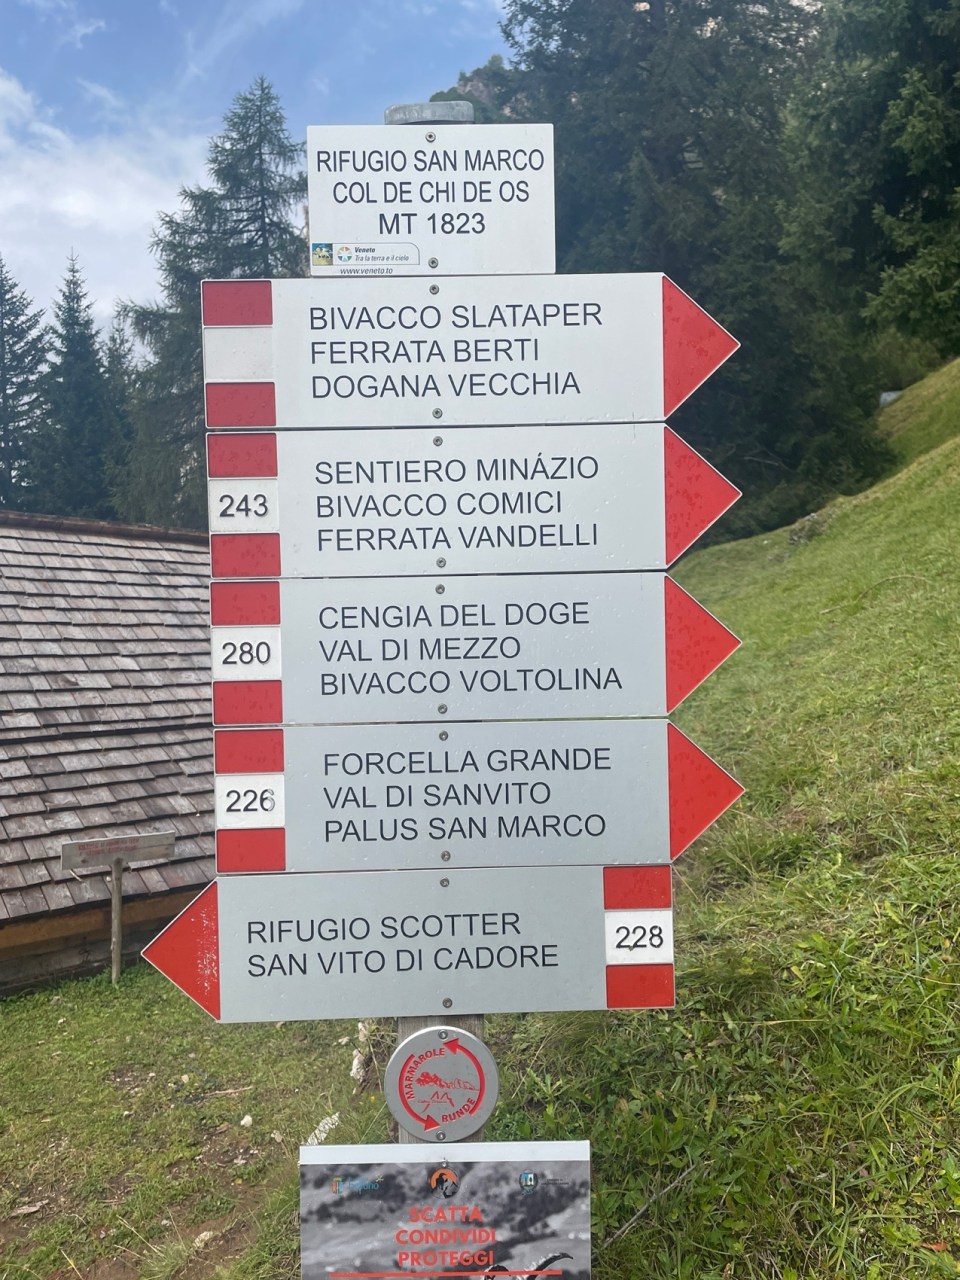 RIFUGIO SAN MARCO
COL DE CHI DE OS
MT 1823
Veneto
Tra la terra e il cielo
www.veneto.to
BIVACCO SLATAPER
FERRATA BERTI
DOGANA VECCHIA
243
SENTIERO MINÁZIO
BIVACCO COMICI
FERRATA VANDELLI
280
CENGIA DEL DOGE
VAL DI MEZZO
BIVACCO VOLTOLINA
226
FORCELLA GRANDE
VAL DI SANVITO
PALUS SAN MARCO
RIFUGIO SCOTTER
SAN VITO DI CADORE
228
MARMAROLE
RUNDE
SCATTA
CONDIVIDI
PROTEGGI